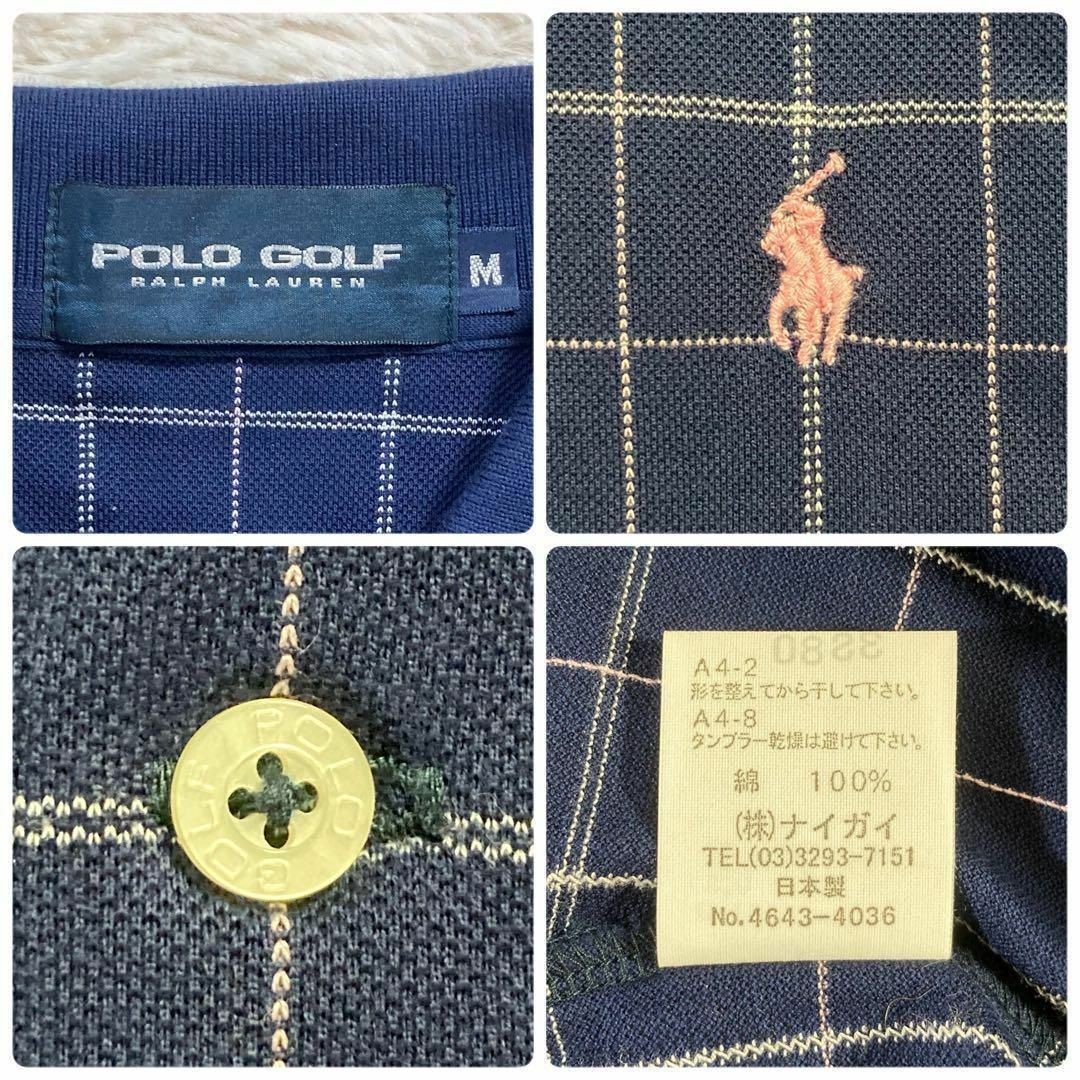 POLO GOLF
RALPH LAUREN
M
POLO GOLF
3S80
A4-2
形を整えてから干して下さい。
A4-8
タンブラー乾燥は避けて下さい。
綿 100%
(株)ナイガイ
TEL(03)3293-7151
日本製
No.4643-4036